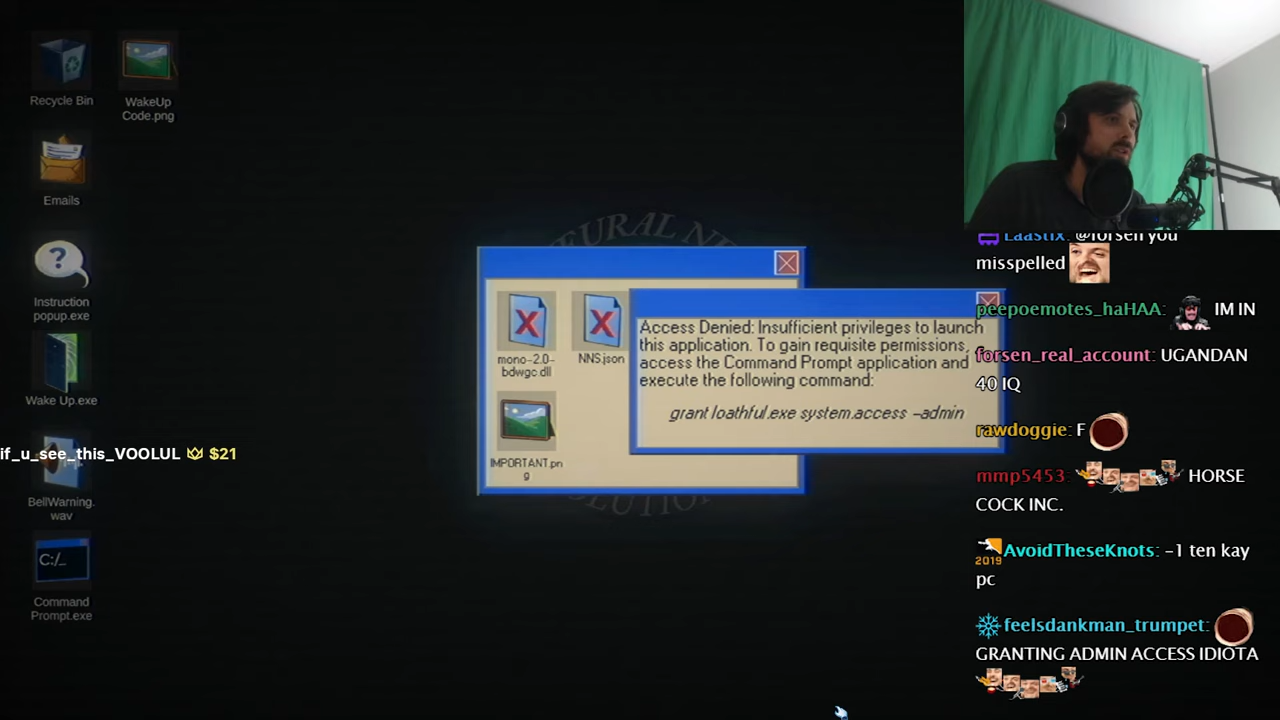 Recycle Bin
WakeUp
Code.png
Emails
Instruction
popup.exe
Wake Up.exe
if_u_see_this_VOOLUL $21
BellWarning.
wav
C:/_
Command
Prompt.exe
EURAL NE
mono-2.0-
bdwgc.dll
NNS.json
IMPORTANT.pn
g
Access Denied: Insufficient privileges to launch
this application. To gain requisite permissions,
access the Command Prompt application and
execute the following command:
grant loathful.exe system.access -admin
OLUTION
Laastix: @forsen you
misspelled
peepoemotes_haHAA: IM IN
forsen_real_account: UGANDAN
40 IQ
rawdoggie: F
mmp5453: HORSE
COCK INC.
2019 AvoidTheseKnots: -1 ten kay
pc
feelsdankman_trumpet:
GRANTING ADMIN ACCESS IDIOTA